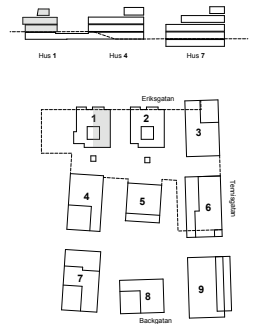 Hus 1 Hus 4 Hus 7
Eriksgatan
1 2
3
Tennisgatan
4 5 6
7 8 9
Backgatan